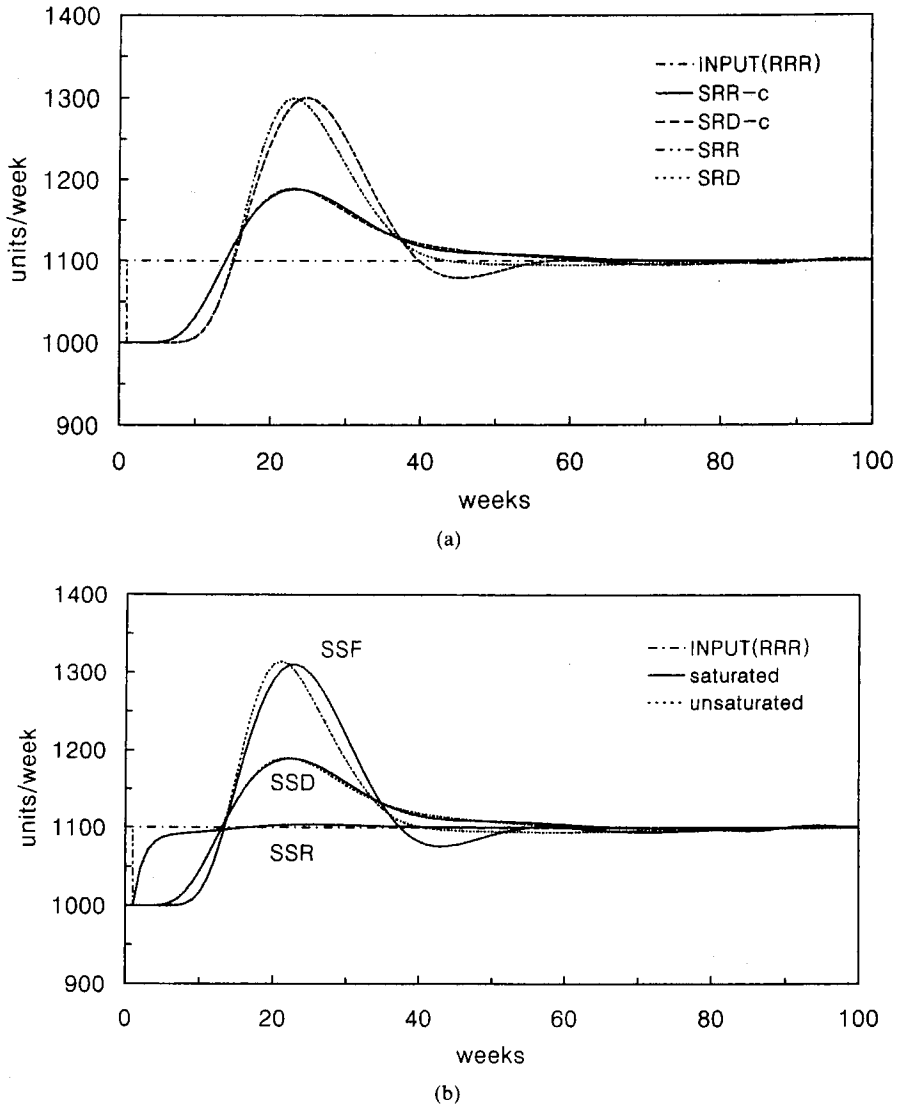 1400
1300
1200
1100
1000
900
units/week
INPUT(RRR)
SRR-c
SRD-c
SRR
SRD
0 20 40 60 80 100
weeks
(a)
1400
1300
1200
1100
1000
900
units/week
SSF
SSD
SSR
INPUT(RRR)
saturated
unsaturated
0 20 40 60 80 100
weeks
(b)